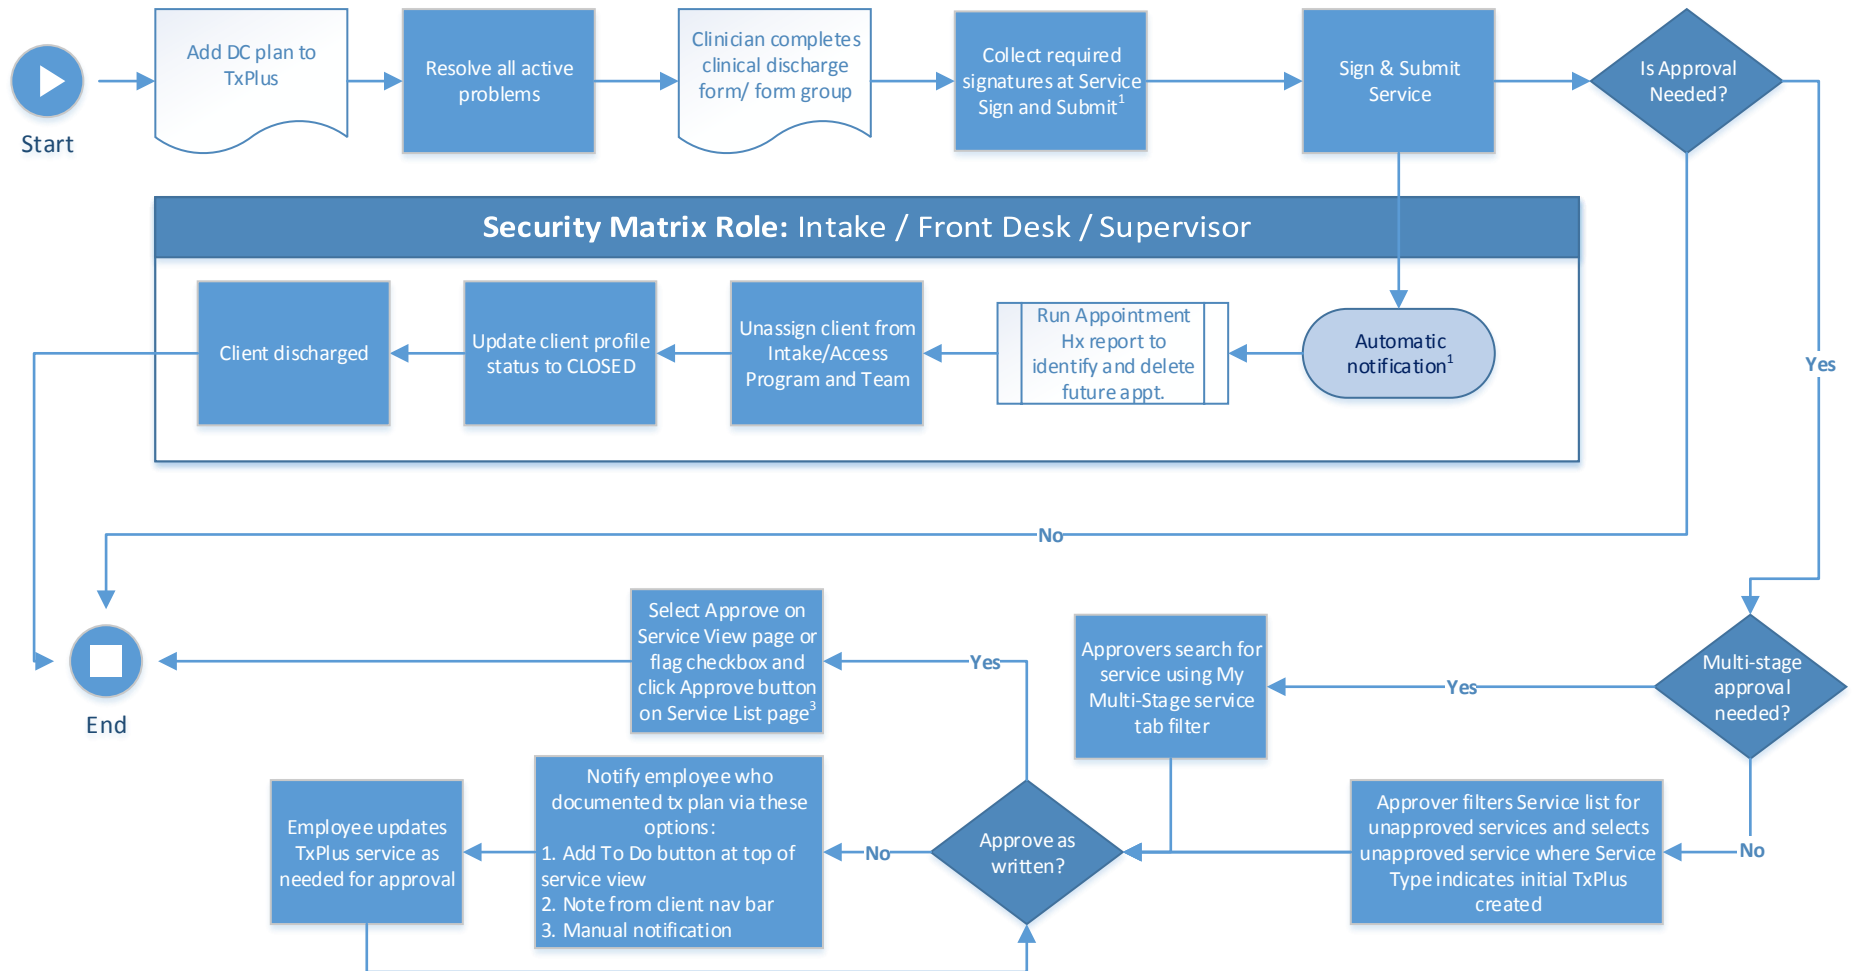 Start
Add DC plan to
TxPlus
Resolve all active
problems
Clinician completes
clinical discharge
form/ form group
Collect required
signatures at Service
Sign and Submit1
Sign & Submit
Service
Is Approval
Needed?
Security Matrix Role: Intake / Front Desk / Supervisor
Client discharged
Update client profile
status to CLOSED
Unassign client from
Intake/Access
Program and Team
Run Appointment
Hx report to
identify and delete
future appt.
Automatic
notification1
Yes
No
End
Select Approve on
Service View page or
flag checkbox and
click Approve button
on Service List page3
Yes
Approvers search for
service using My
Multi-Stage service
tab filter
Yes
Multi-stage
approval
needed?
Employee updates
TxPlus service as
needed for approval
Notify employee who
documented tx plan via these
options:
1. Add To Do button at top of
service view
2. Note from client nav bar
3. Manual notification
No
Approve as
written?
Approver filters Service list for
unapproved services and selects
unapproved service where Service
Type indicates initial TxPlus
created
No